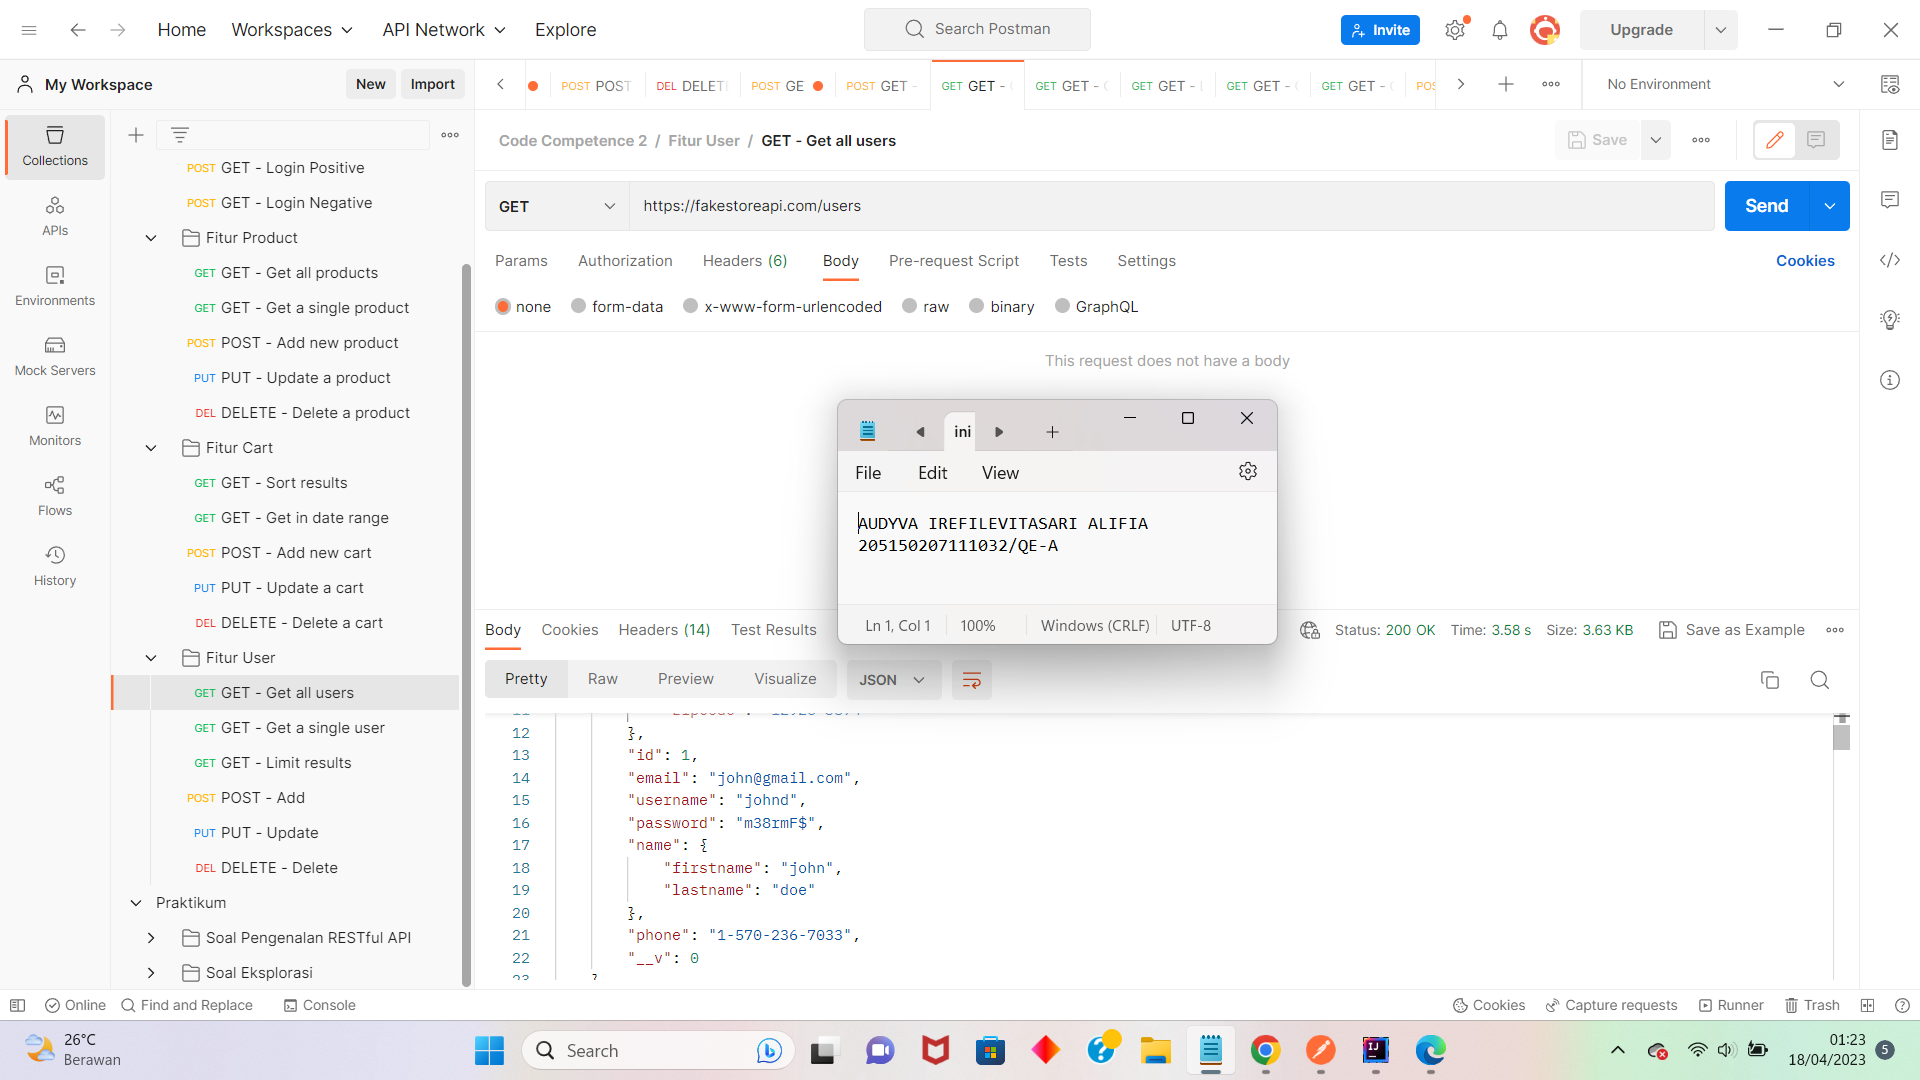 Home Workspaces API Network Explore Search Postman Invite Upgrade
My Workspace New Import
POST POST DELETE POST GE POST GET - GET GET - GET GET - GET GET - GET GET - GET GET - No Environment
Collections
APIs
Environments
Mock Servers
Monitors
Flows
History
POST GET - Login Positive
POST GET - Login Negative
Fitur Product
GET GET - Get all products
GET GET - Get a single product
POST POST - Add new product
PUT PUT - Update a product
DEL DELETE - Delete a product
Fitur Cart
GET GET - Sort results
GET GET - Get in date range
POST POST - Add new cart
PUT PUT - Update a cart
DEL DELETE - Delete a cart
Fitur User
GET GET - Get all users
GET GET - Get a single user
GET GET - Limit results
POST POST - Add
PUT PUT - Update
DEL DELETE - Delete
Praktikum
Soal Pengenalan RESTful API
Soal Eksplorasi
Code Competence 2 / Fitur User / GET - Get all users Save
GET https://fakestoreapi.com/users Send
Params Authorization Headers (6) Body Pre-request Script Tests Settings Cookies
none form-data x-www-form-urlencoded raw binary GraphQL
This request does not have a body
ini
File Edit View
AUDYVA IREFILEVITASARI ALIFIA
205150207111032/QE-A
Ln 1, Col 1 100% Windows (CRLF) UTF-8
Body Cookies Headers (14) Test Results Status: 200 OK Time: 3.58 s Size: 3.63 KB Save as Example
Pretty Raw Preview Visualize JSON
12 },
13 "id": 1,
14 "email": "john@gmail.com",
15 "username": "johnd",
16 "password": "m38rmF$",
17 "name": {
18 "firstname": "john",
19 "lastname": "doe"
20 },
21 "phone": "1-570-236-7033",
22 "__v": 0
Online Find and Replace Console Cookies Capture requests Runner Trash
26°C
Berawan
Search
01:23
18/04/2023 5